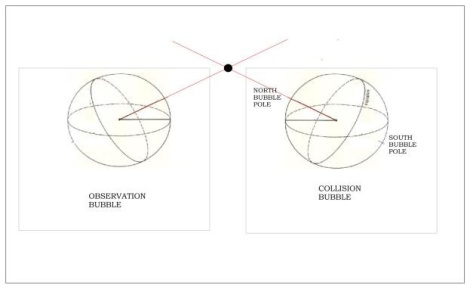 NORTH
BUBBLE
POLE
SOUTH
BUBBLE
POLE
OBSERVATION
BUBBLE
COLLISION
BUBBLE